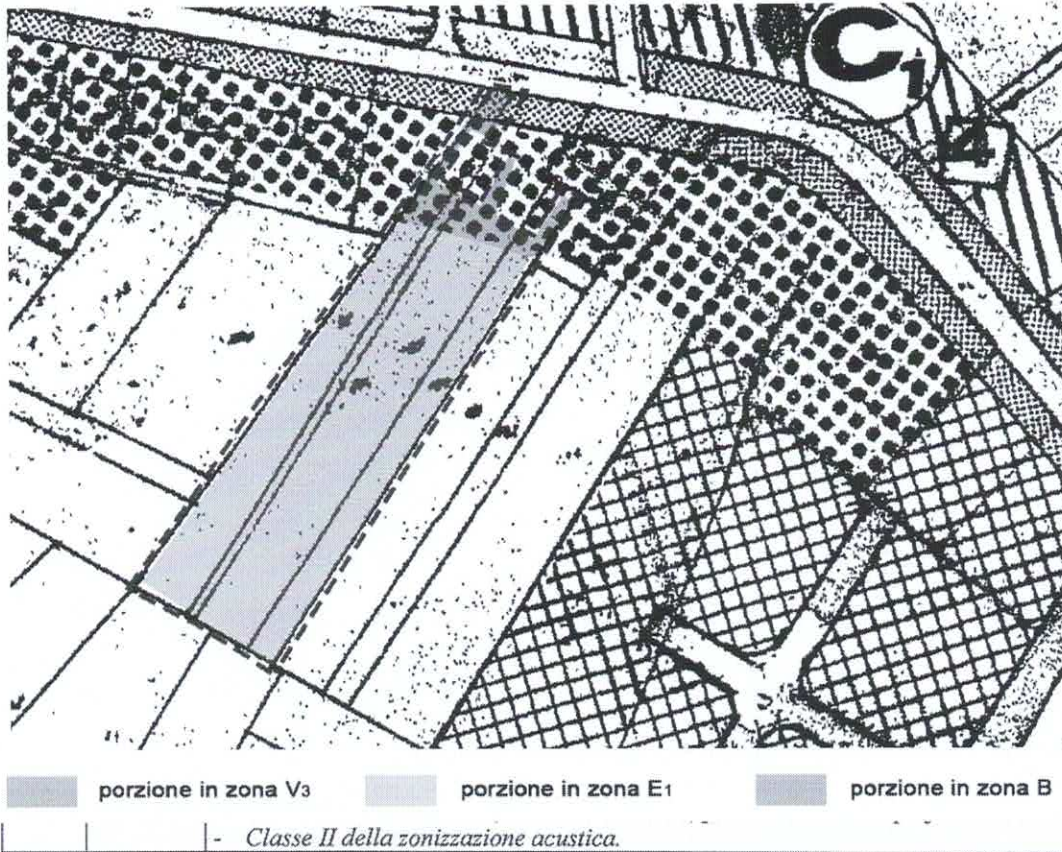 C1
4
porzione in zona V3 porzione in zona E1 porzione in zona B
- Classe II della zonizzazione acustica.